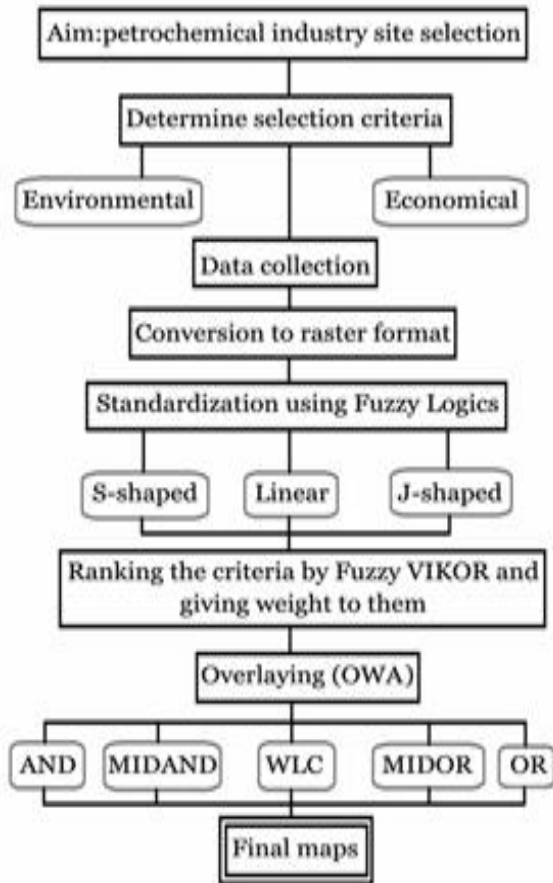 Aim:petrochemical industry site selection
Determine selection criteria
Environmental
Economical
Data collection
Conversion to raster format
Standardization using Fuzzy Logics
S-shaped
Linear
J-shaped
Ranking the criteria by Fuzzy VIKOR and
giving weight to them
Overlaying (OWA)
AND
MIDAND
WLC
MIDOR
OR
Final maps